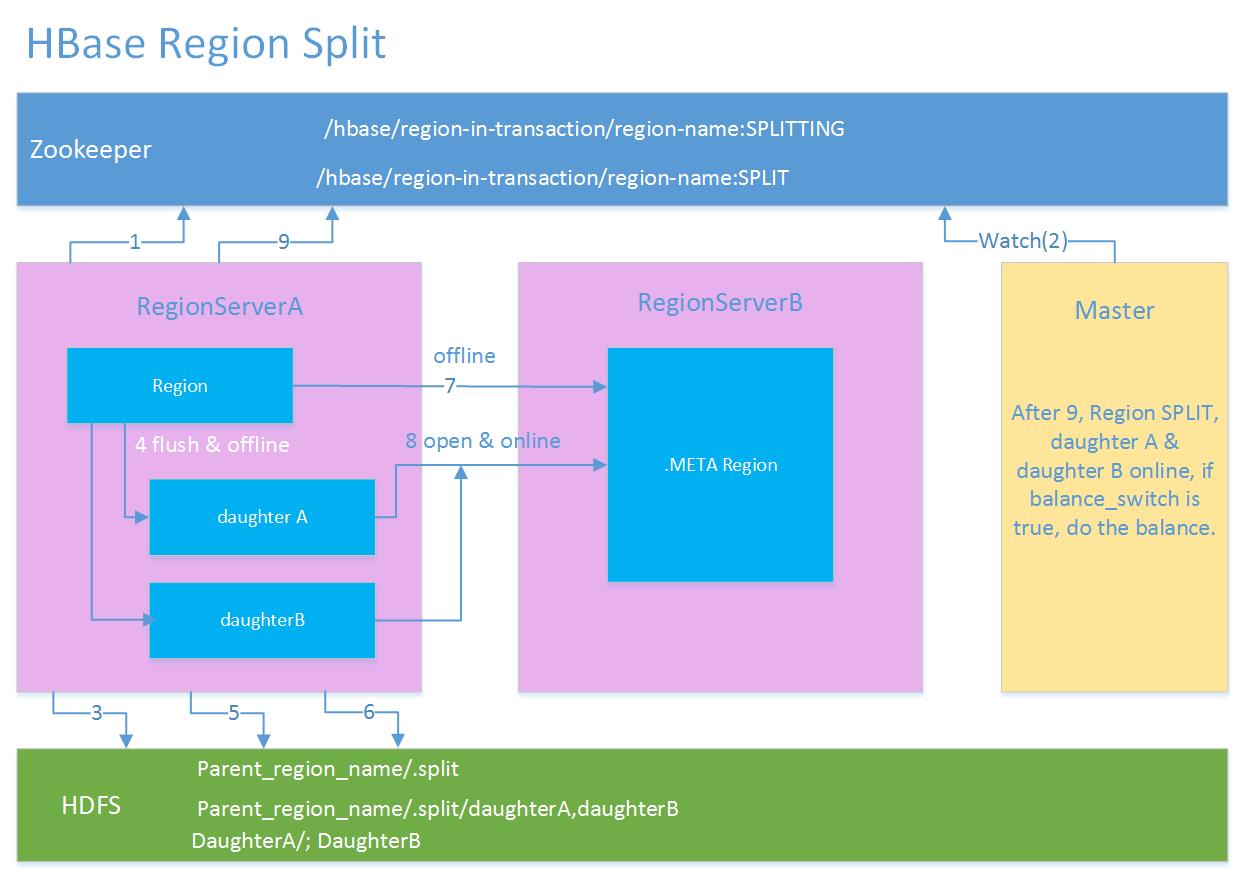 HBase Region Split
/hbase/region-in-transaction/region-name:SPLITTING
Zookeeper
/hbase/region-in-transaction/region-name:SPLIT
1
9
Watch(2)
RegionServerA
RegionServerB
Master
offline
Region
7
4 flush & offline
8 open & online
.META Region
daughter A
daughterB
After 9, Region SPLIT,
daughter A &
daughter B online, if
balance_switch is
true, do the balance.
3
5
6
Parent_region_name/.split
HDFS
Parent_region_name/.split/daughterA,daughterB
DaughterA/; DaughterB